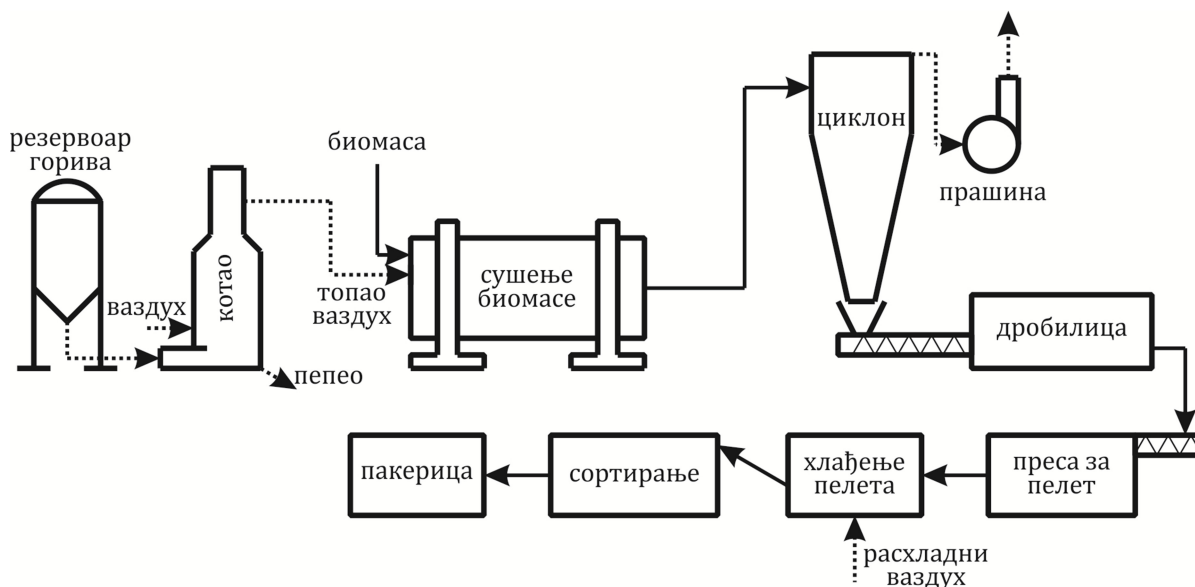 резервоар
горива
ваздух
котао
пепео
топао
ваздух
биомаса
сушење
биомасе
циклон
прашина
дробилица
преса за
пелет
хлађење
пелета
расхладни
ваздух
сортирање
пакерица